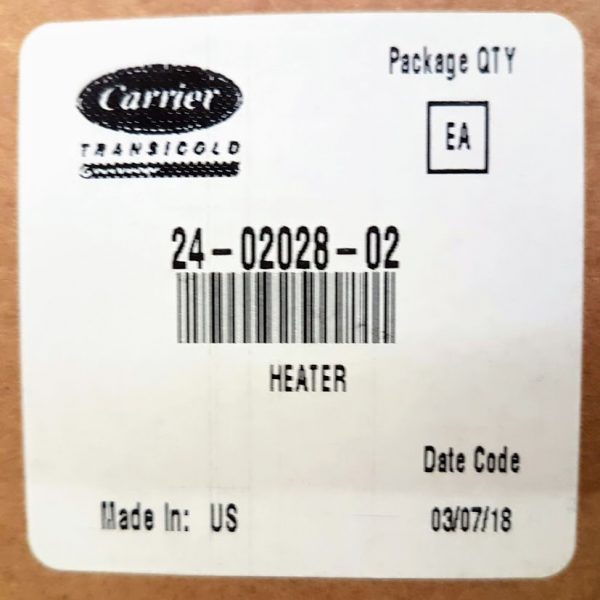 Carrier
TRANSICOLD
Package QTY
EA
24-02028-02
HEATER
Date Code
Made In: US
03/07/18